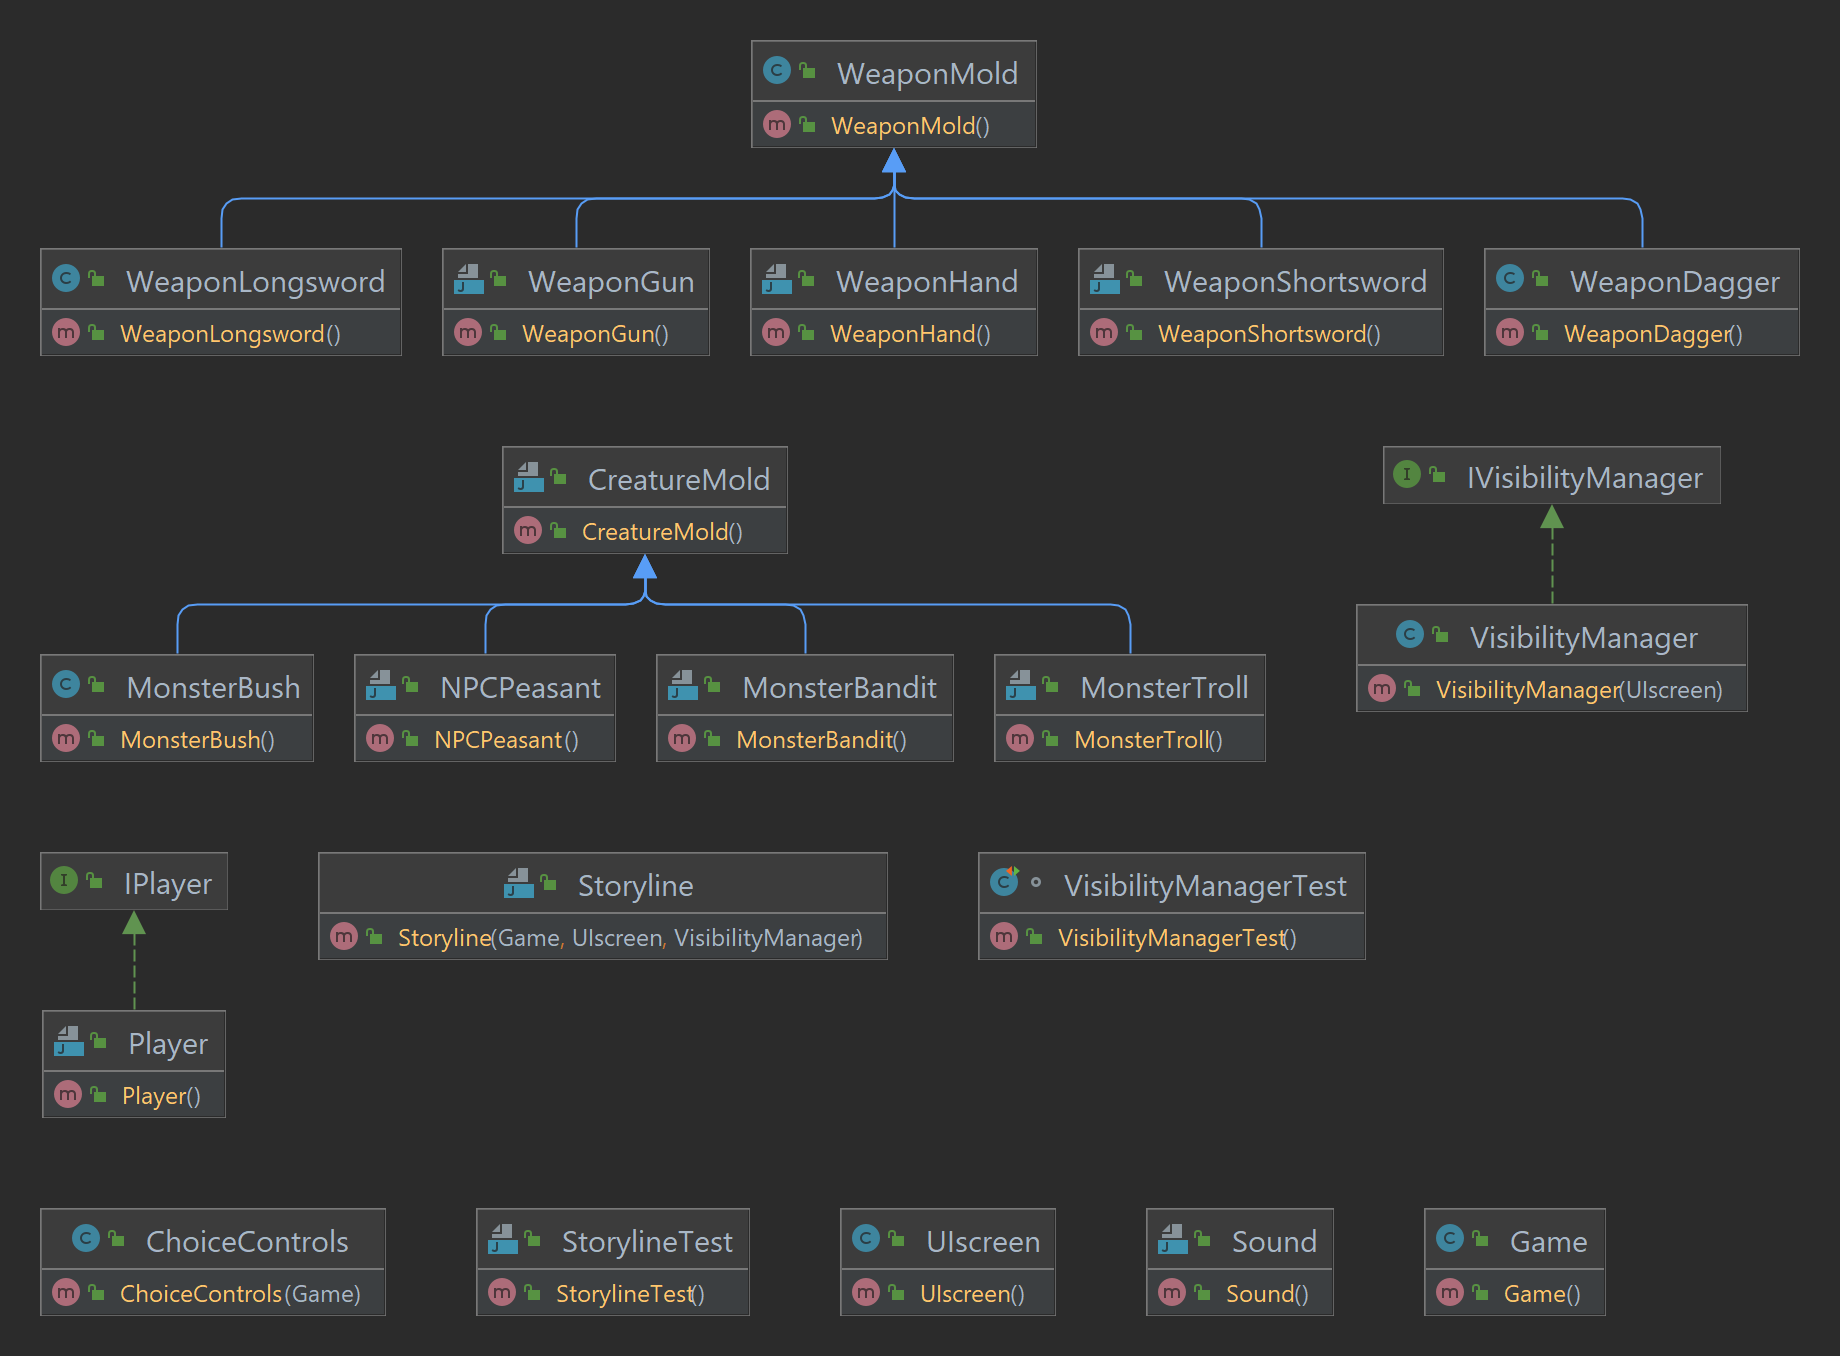 WeaponMold
WeaponMold()
WeaponLongsword
WeaponLongsword()
WeaponGun
WeaponGun()
WeaponHand
WeaponHand()
WeaponShortsword
WeaponShortsword()
WeaponDagger
WeaponDagger()
CreatureMold
CreatureMold()
IVisibilityManager
VisibilityManager
VisibilityManager(UIscreen)
MonsterBush
MonsterBush()
NPCPeasant
NPCPeasant()
MonsterBandit
MonsterBandit()
MonsterTroll
MonsterTroll()
IPlayer
Player
Player()
Storyline
Storyline(Game, UIscreen, VisibilityManager)
VisibilityManagerTest
VisibilityManagerTest()
ChoiceControls
ChoiceControls(Game)
StorylineTest
StorylineTest()
UIscreen
UIscreen()
Sound
Sound()
Game
Game()